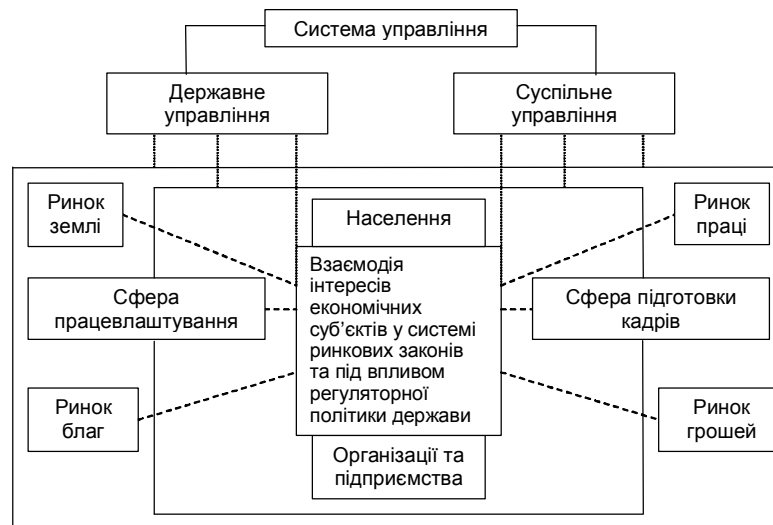 Система управління
Державне
управління
Суспільне
управління
Ринок
землі
Населення
Ринок
праці
Взаємодія
інтересів
економічних
суб’єктів у системі
ринкових законів
та під впливом
регуляторної
політики держави
Сфера
працевлаштування
Сфера підготовки
кадрів
Ринок
благ
Ринок
грошей
Організації та
підприємства